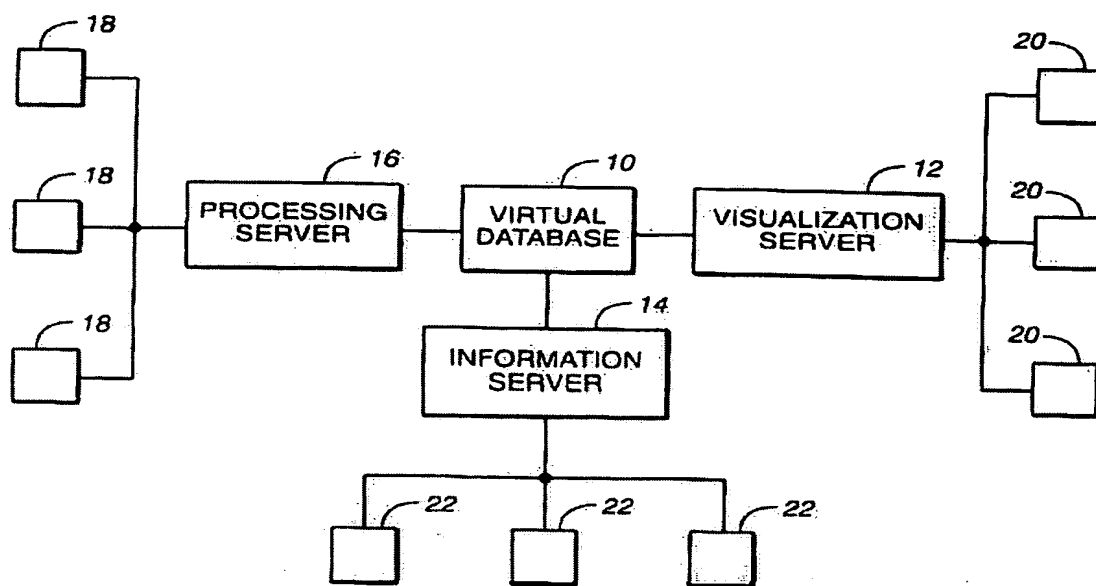 18
20
18
16
10
12
20
PROCESSING
SERVER
VIRTUAL
DATABASE
VISUALIZATION
SERVER
18
14
20
INFORMATION
SERVER
22
22
22